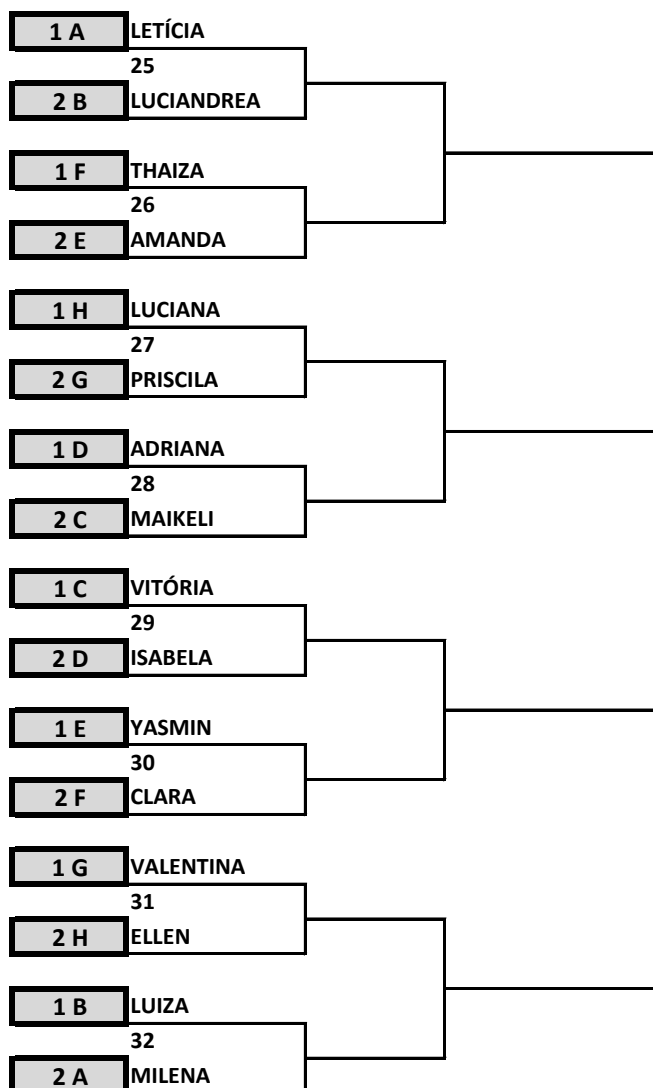 1 A LETÍCIA
25
2 B LUCIANDREA
1 F THAIZA
26
2 E AMANDA
1 H LUCIANA
27
2 G PRISCILA
1 D ADRIANA
28
2 C MAIKELI
1 C VITÓRIA
29
2 D ISABELA
1 E YASMIN
30
2 F CLARA
1 G VALENTINA
31
2 H ELLEN
1 B LUIZA
32
2 A MILENA